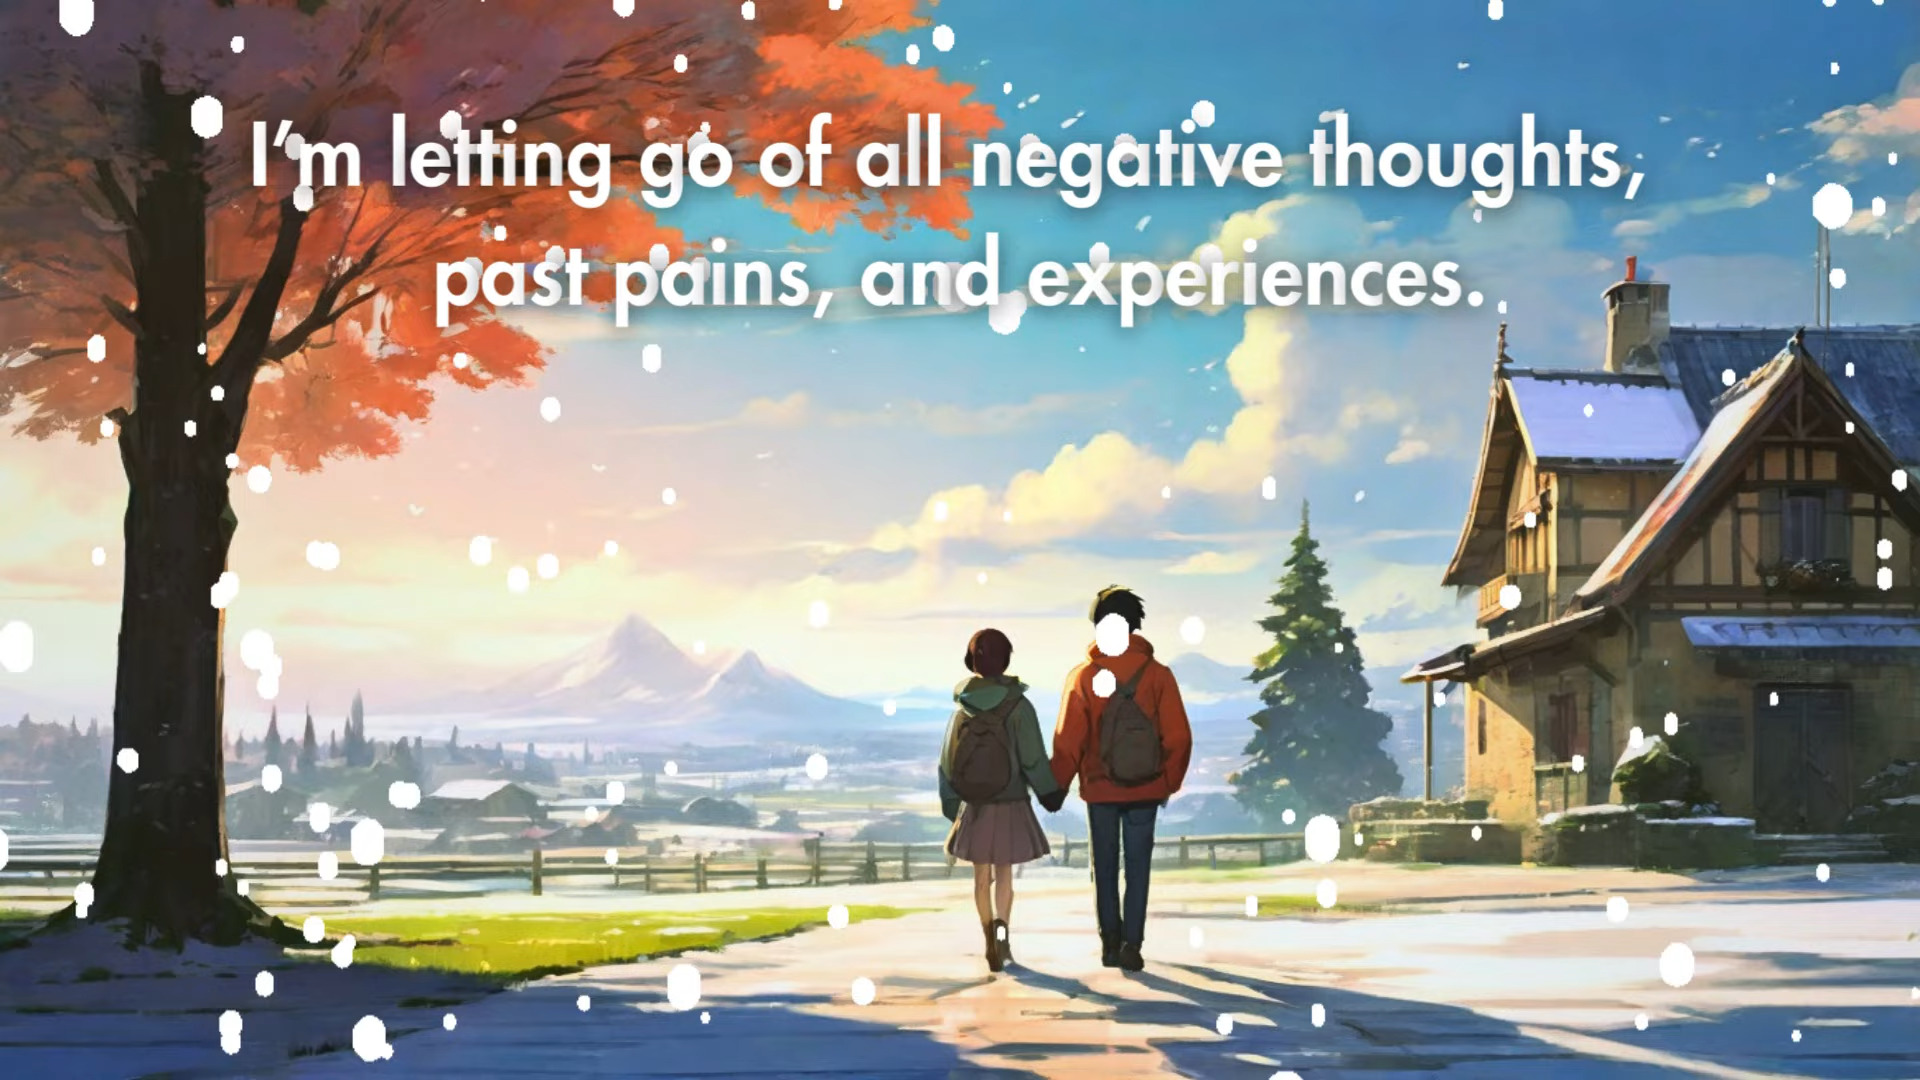 I’m letting go of all negative thoughts,
past pains, and experiences.